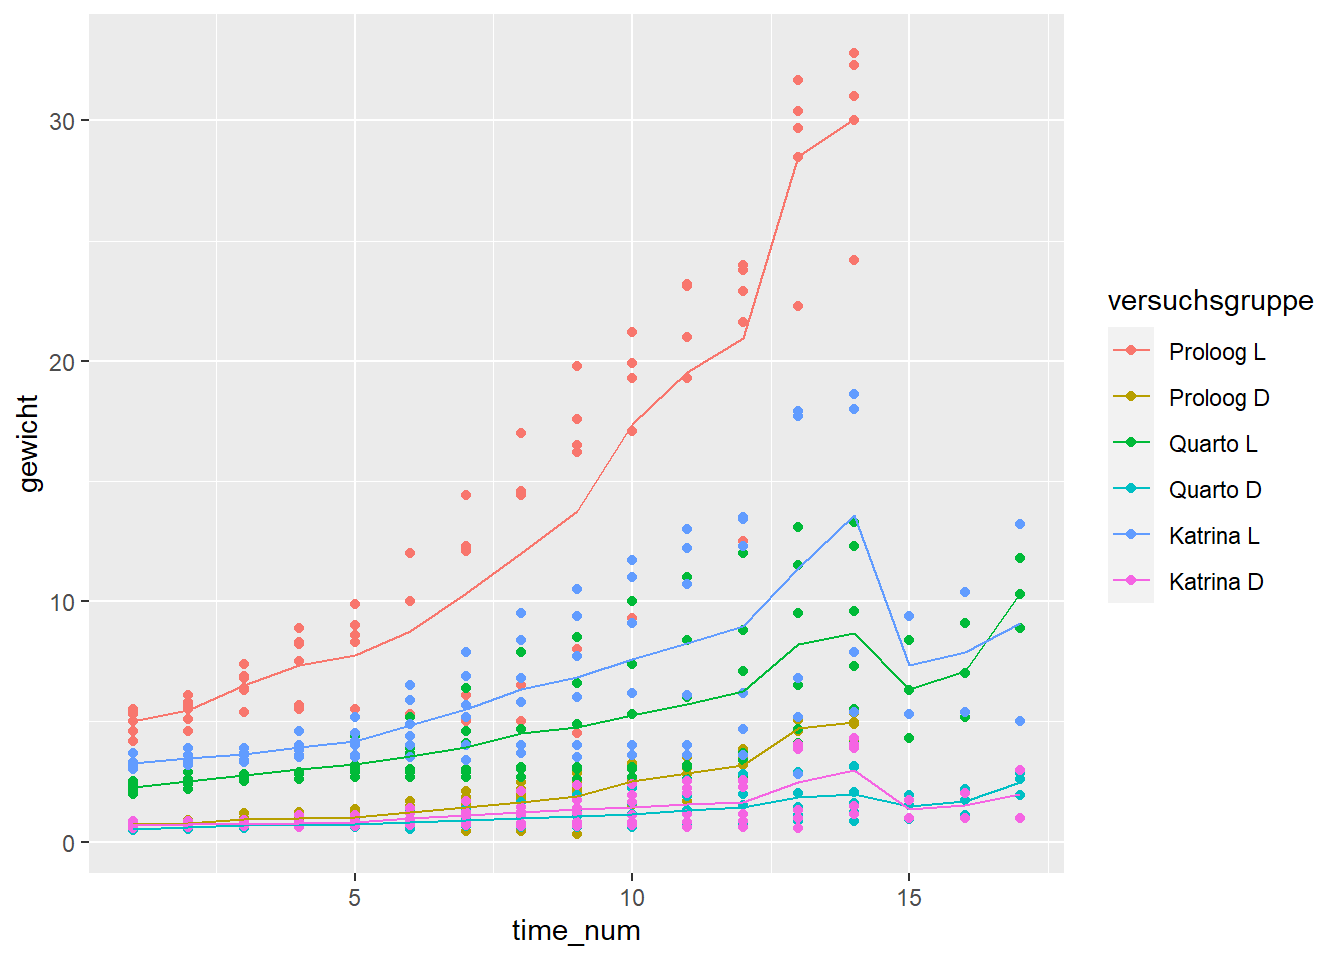 30
20
10
0
gewicht
5
10
15
time_num
versuchsgruppe
Proloog L
Proloog D
Quarto L
Quarto D
Katrina L
Katrina D